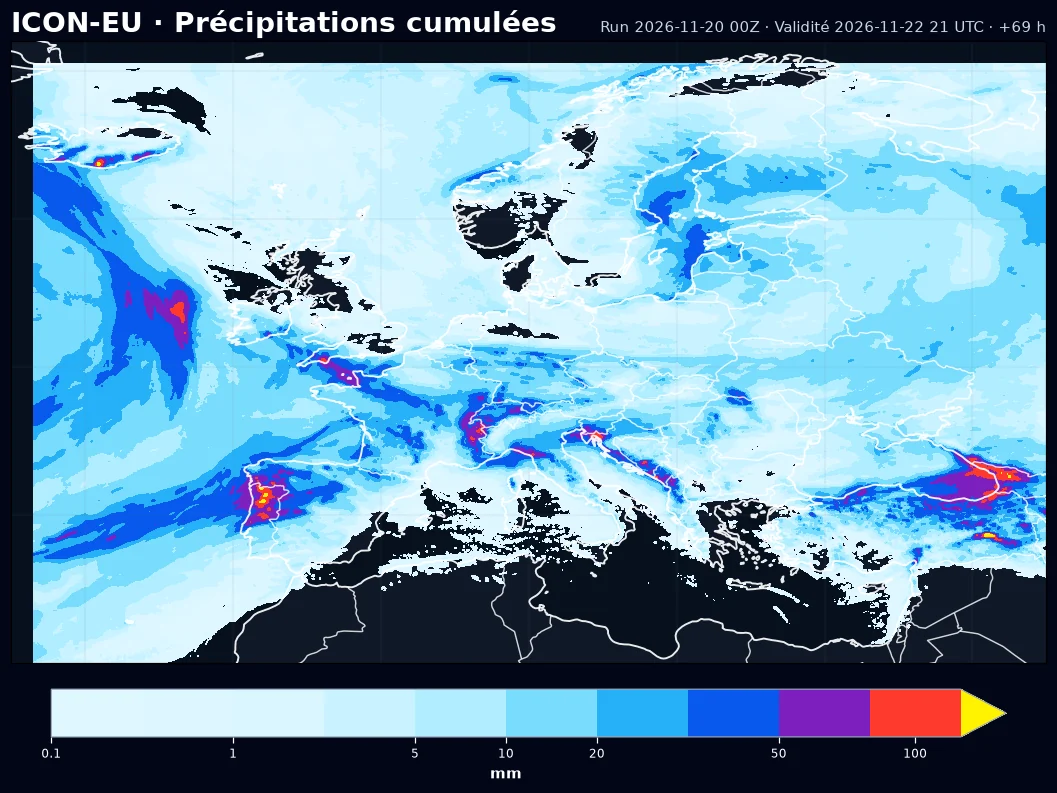 ICON-EU · Précipitations cumulées
Run 2026-11-20 00Z · Validité 2026-11-22 21 UTC · +69 h
0.1 1 5 10 20 50 100
mm